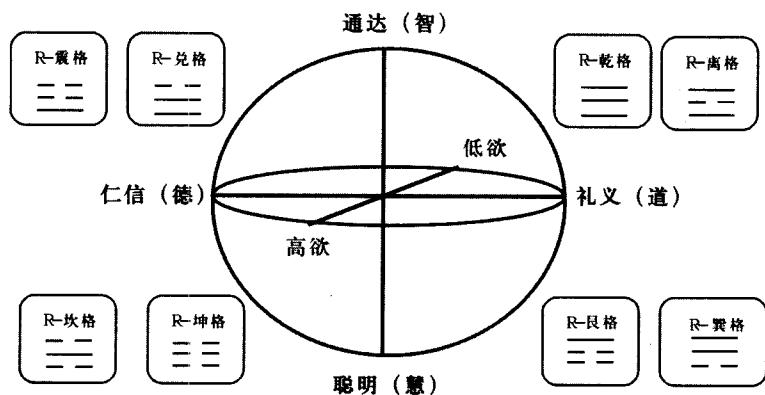 通达（智）
R-震格
R-兑格
R-乾格
R-离格
低欲
仁信（德）
礼义（道）
高欲
R-坎格
R-坤格
R-艮格
R-巽格
聪明（慧）